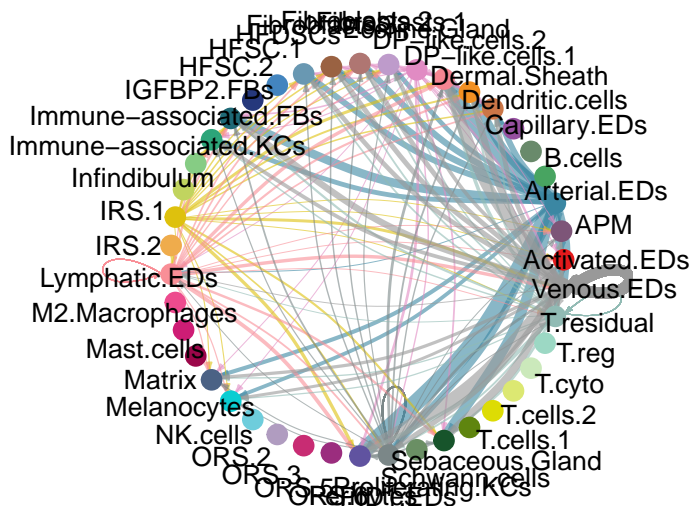 DP−like.cells.2
DP−like.cells.1
Dermal.Sheath
Dendritic.cells
Capillary.EDs
B.cells
Arterial.EDs
APM
Activated.EDs
Venous.EDs
T.residual
T.reg
T.cyto
T.cells.2
T.cells.1
Sebaceous.Gland
Schwann.cells
Proliferating.KCs
ORS.3
ORS.2
NK.cells
Melanocytes
Matrix
Mast.cells
M2.Macrophages
Lymphatic.EDs
IRS.2
IRS.1
Infindibulum
Immune−associated.KCs
Immune−associated.FBs
IGFBP2.FBs
HFSC.2
HFSC.1
HFDSCs